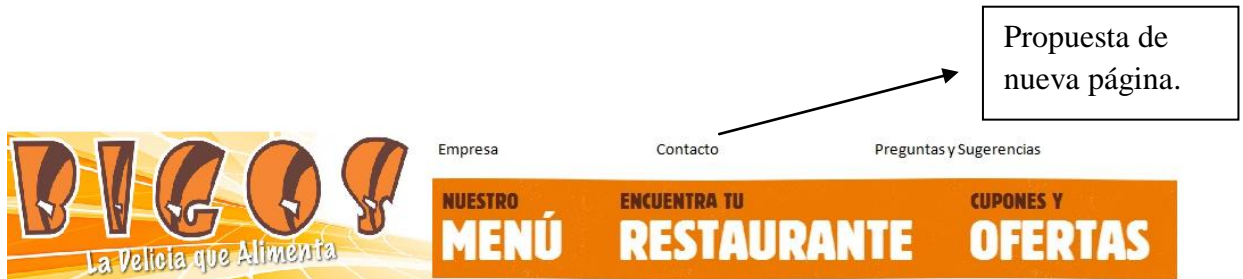 Propuesta de
nueva página.
Empresa Contacto Preguntas y Sugerencias
BIGOS
La Delicia que Alimenta
NUESTRO
MENÚ
ENCUENTRA TU
RESTAURANTE
CUPONES Y
OFERTAS